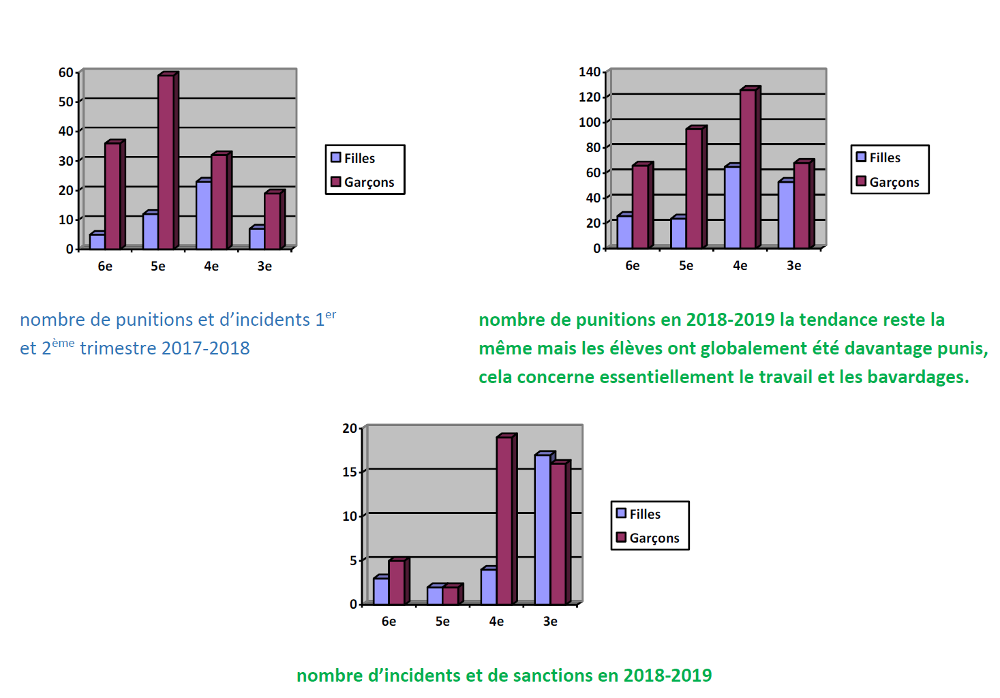 60
50
40
30
20
10
0
6e 5e 4e 3e
Filles
Garçons
140
120
100
80
60
40
20
0
6e 5e 4e 3e
Filles
Garçons
nombre de punitions et d’incidents 1er
et 2ème trimestre 2017-2018
nombre de punitions en 2018-2019 la tendance reste la
même mais les élèves ont globalement été davantage punis,
cela concerne essentiellement le travail et les bavardages.
20
15
10
5
0
6e 5e 4e 3e
Filles
Garçons
nombre d’incidents et de sanctions en 2018-2019